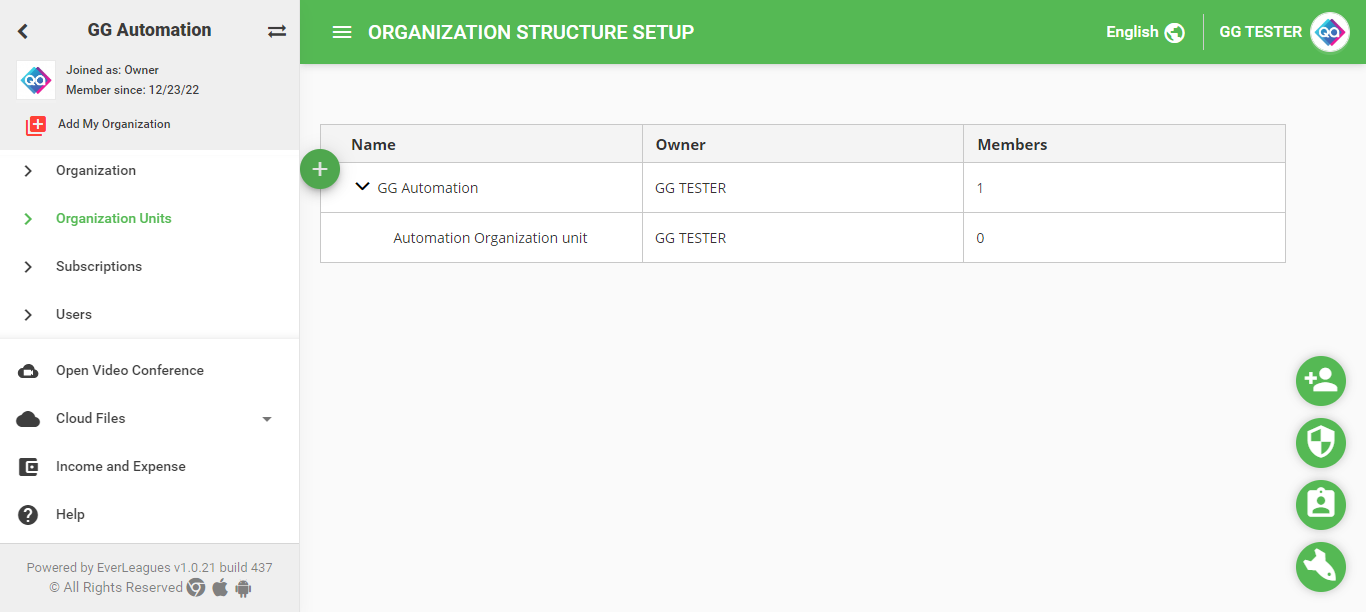 GG Automation
Joined as: Owner
Member since: 12/23/22
Add My Organization
Organization
Organization Units
Subscriptions
Users
Open Video Conference
Cloud Files
Income and Expense
Help
Powered by EverLeagues v1.0.21 build 437
© All Rights Reserved
ORGANIZATION STRUCTURE SETUP
English
GG TESTER
Name Owner Members
GG Automation GG TESTER 1
Automation Organization unit GG TESTER 0